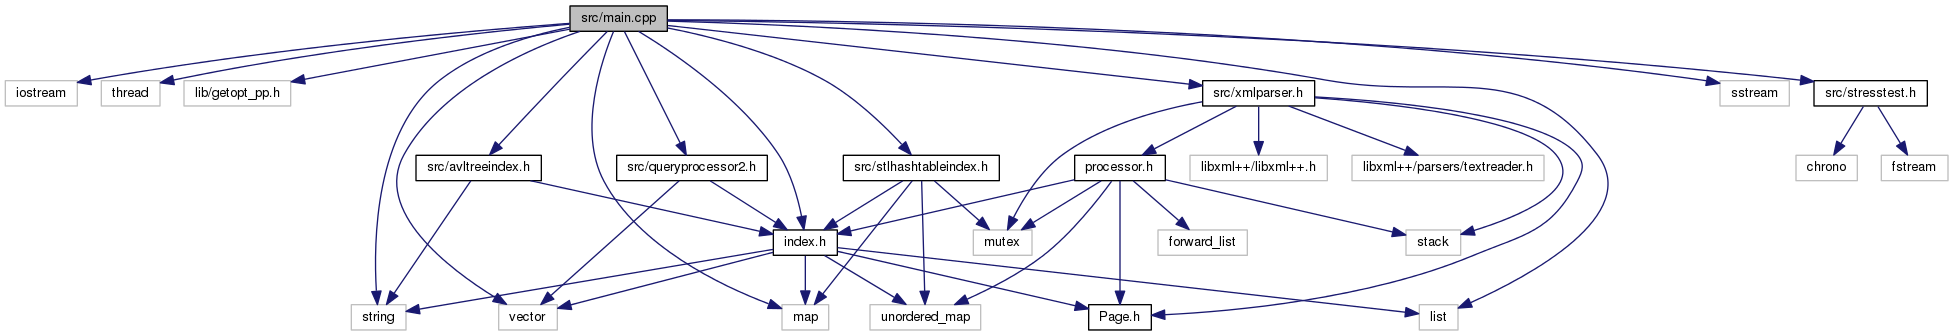 src/main.cpp
iostream
thread
lib/getopt_pp.h
src/xmlparser.h
sstream
src/stresstest.h
src/avltreeindex.h
src/queryprocessor2.h
src/stlhashtableindex.h
processor.h
libxml++/libxml++.h
libxml++/parsers/textreader.h
chrono
fstream
index.h
mutex
forward_list
stack
string
vector
map
unordered_map
Page.h
list